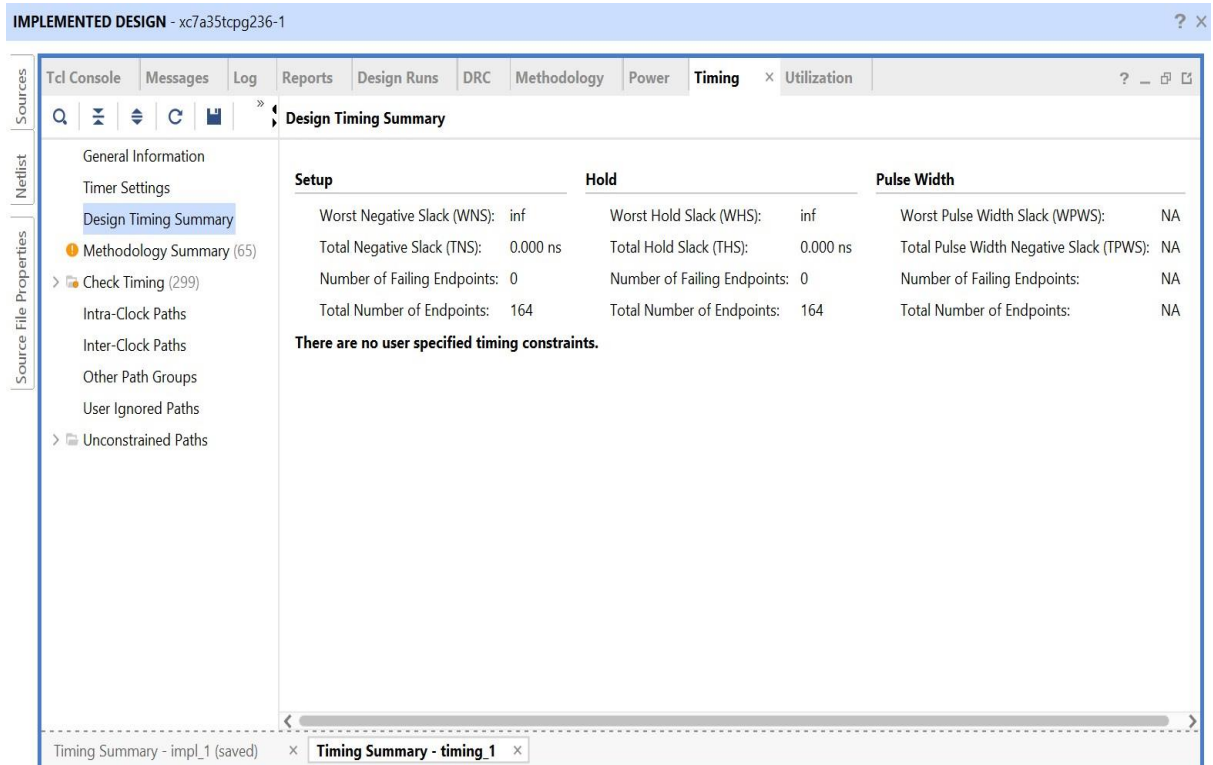 IMPLEMENTED DESIGN - xc7a35tcpg236-1 ? ×
Sources
Netlist
Source File Properties
Tcl Console Messages Log Reports Design Runs DRC Methodology Power Timing × Utilization ? _
»
Design Timing Summary
General Information
Timer Settings
Design Timing Summary
Methodology Summary (65)
Check Timing (299)
Intra-Clock Paths
Inter-Clock Paths
Other Path Groups
User Ignored Paths
Unconstrained Paths
Setup Hold Pulse Width
Worst Negative Slack (WNS): inf Worst Hold Slack (WHS): inf Worst Pulse Width Slack (WPWS): NA
Total Negative Slack (TNS): 0.000 ns Total Hold Slack (THS): 0.000 ns Total Pulse Width Negative Slack (TPWS): NA
Number of Failing Endpoints: 0 Number of Failing Endpoints: 0 Number of Failing Endpoints: NA
Total Number of Endpoints: 164 Total Number of Endpoints: 164 Total Number of Endpoints: NA
There are no user specified timing constraints.
Timing Summary - impl_1 (saved) × Timing Summary - timing_1 ×